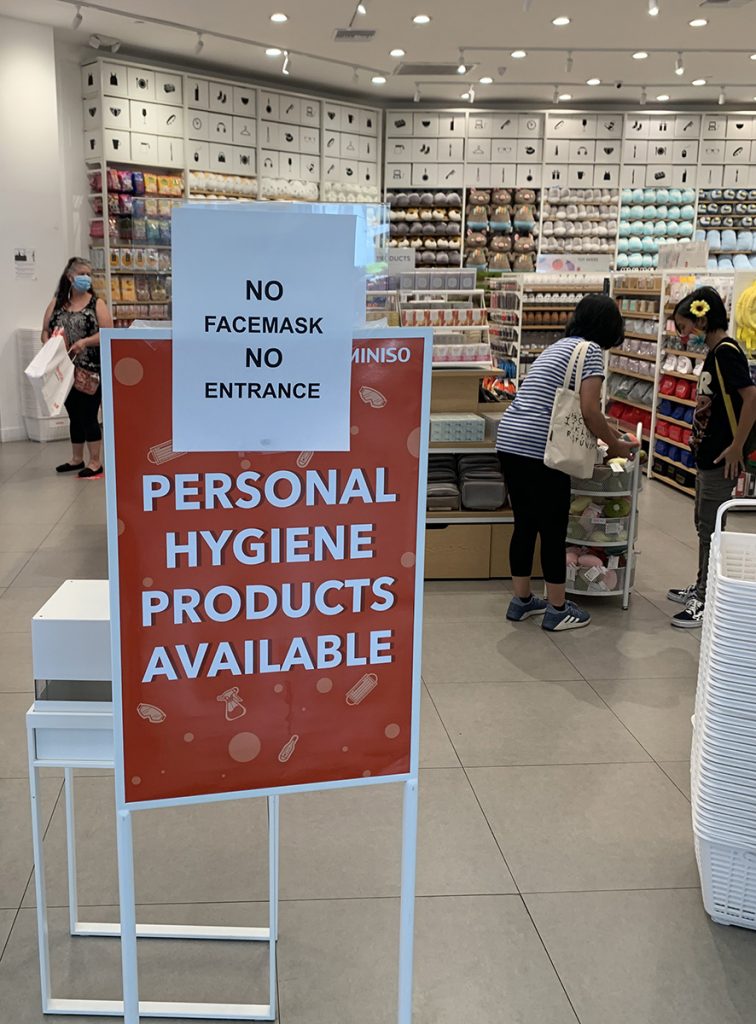 NO
FACEMASK
NO
ENTRANCE
MINISO
PERSONAL
HYGIENE
PRODUCTS
AVAILABLE